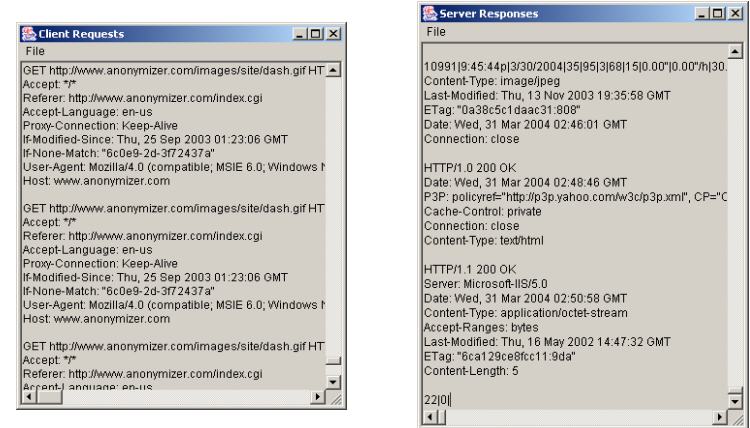 Client Requests
File
GET http://www.anonymizer.com/images/site/dash.gif HT
Accept: */*
Referer: http://www.anonymizer.com/index.cgi
Accept-Language: en-us
Proxy-Connection: Keep-Alive
If-Modified-Since: Thu, 25 Sep 2003 01:23:06 GMT
If-None-Match: "6c0e9-2d-3f72437a"
User-Agent: Mozilla/4.0 (compatible; MSIE 6.0; Windows
Host: www.anonymizer.com
GET http://www.anonymizer.com/images/site/dash.gif HT
Accept: */*
Referer: http://www.anonymizer.com/index.cgi
Accept-Language: en-us
Proxy-Connection: Keep-Alive
If-Modified-Since: Thu, 25 Sep 2003 01:23:06 GMT
If-None-Match: "6c0e9-2d-3f72437a"
User-Agent: Mozilla/4.0 (compatible; MSIE 6.0; Windows
Host: www.anonymizer.com
GET http://www.anonymizer.com/images/site/dash.gif HT
Accept: */*
Referer: http://www.anonymizer.com/index.cgi
Accept-Language: en-us
Server Responses
File
10991|9:45:44p|3/30/2004|35|95|3|68|15|0.00"|0.00"/h|30.
Content-Type: image/jpeg
Last-Modified: Thu, 13 Nov 2003 19:35:58 GMT
ETag: "0a38c5c1daac31:808"
Date: Wed, 31 Mar 2004 02:46:01 GMT
Connection: close
HTTP/1.0 200 OK
Date: Wed, 31 Mar 2004 02:48:46 GMT
P3P: policyref="http://p3p.yahoo.com/w3c/p3p.xml", CP="C
Cache-Control: private
Connection: close
Content-Type: text/html
HTTP/1.1 200 OK
Server: Microsoft-IIS/5.0
Date: Wed, 31 Mar 2004 02:50:58 GMT
Content-Type: application/octet-stream
Accept-Ranges: bytes
Last-Modified: Thu, 16 May 2002 14:47:32 GMT
ETag: "6ca129ce8fcc11:9da"
Content-Length: 5
22|0|